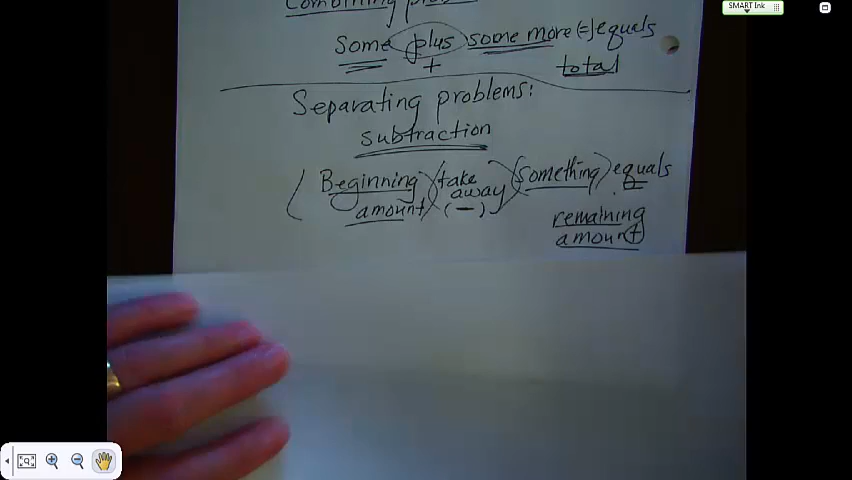 SMART Ink
Combining
Some plus some more (=) equals
+ total
Separating problems:
subtraction
(Beginning) take (something) equals
away
amount (-) remaining
amount